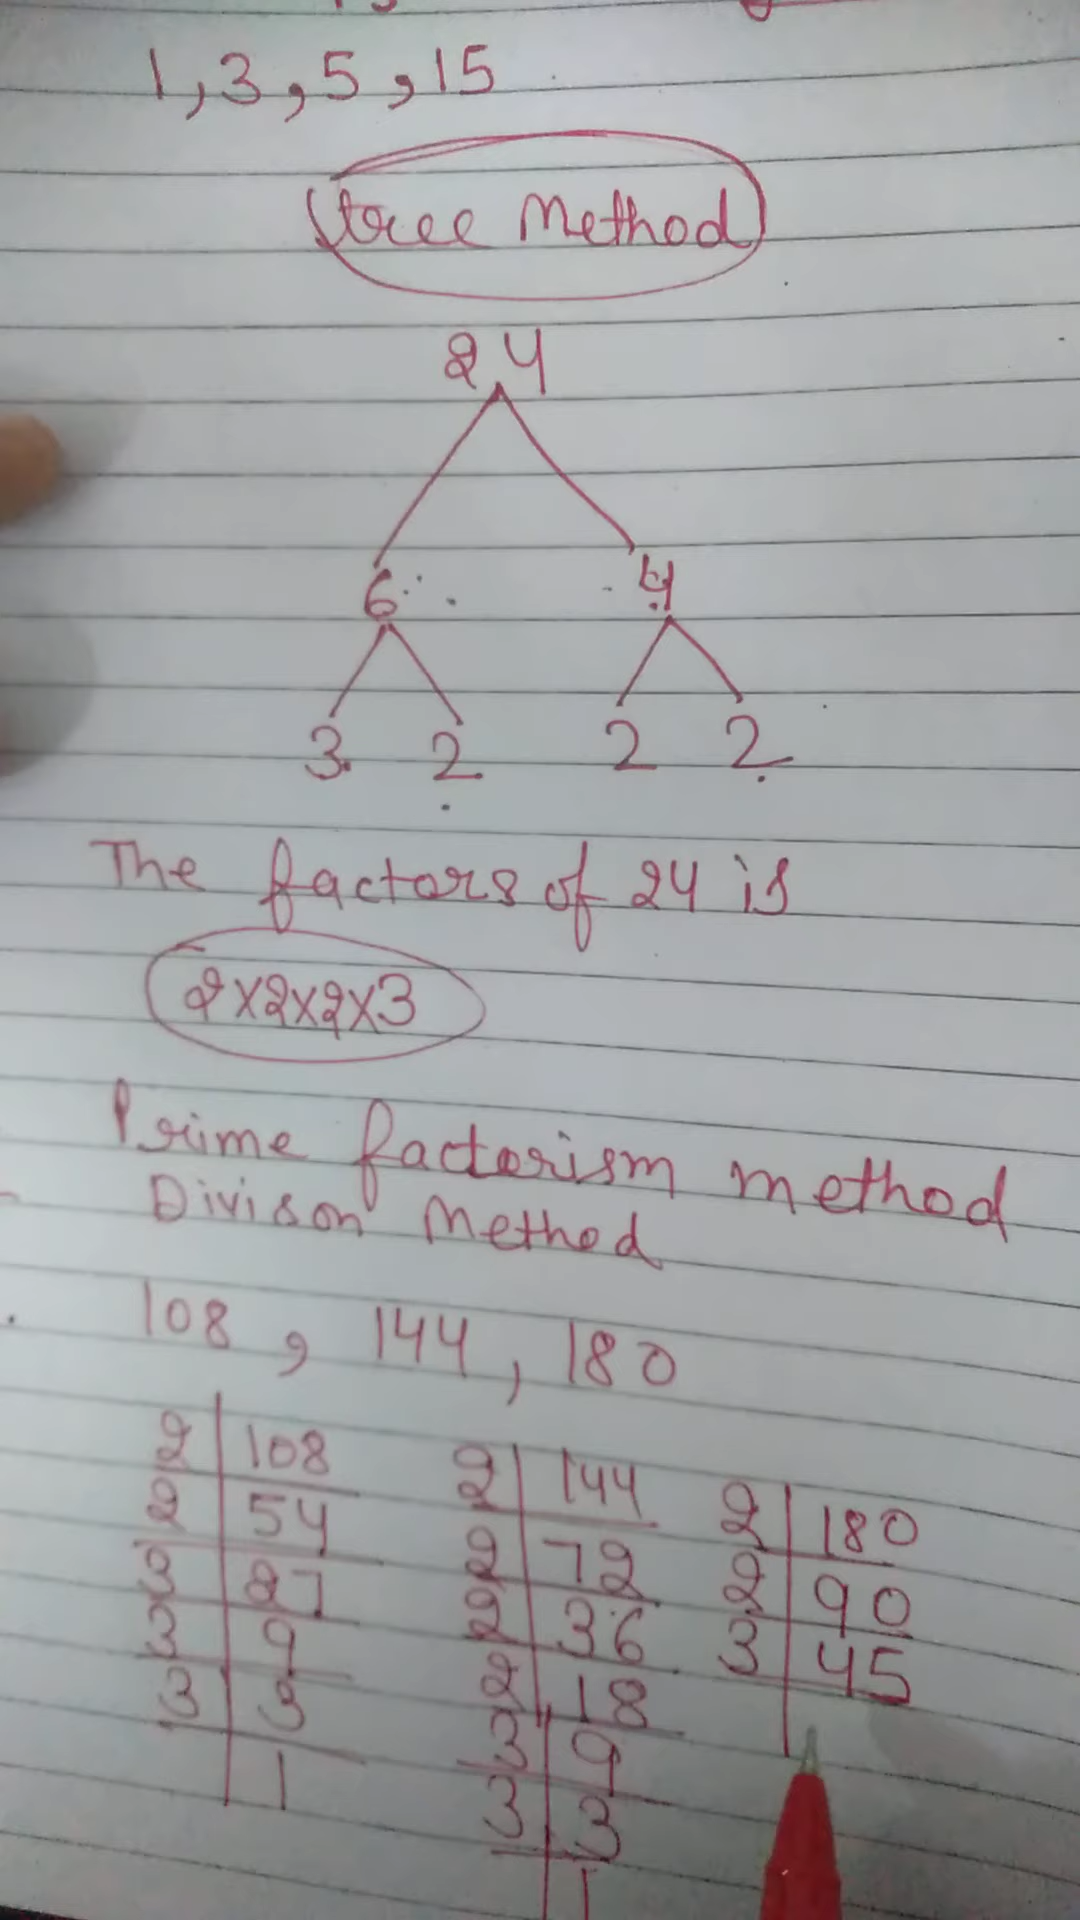 1,3,5,15
tree Method
24
6 4
3 2 2 2
The factors of 24 is
2x2x2x3
Prime factorism method
Divison Method
108, 144, 180
2 108 2 144 2 180
2 54 2 72 2 90
3 27 2 36 3 45
3 9 2 18
3 3 3 9
1 3 3
1